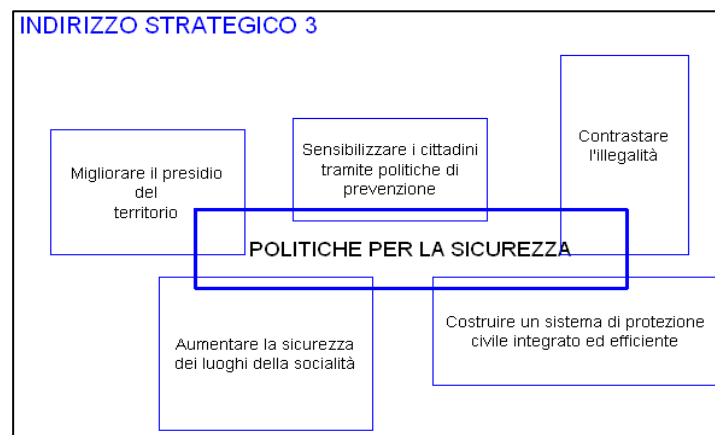 INDIRIZZO STRATEGICO 3
Migliorare il presidio
del
territorio
Sensibilizzare i cittadini
tramite politiche di
prevenzione
Contrastare
l'illegalità
POLITICHE PER LA SICUREZZA
Aumentare la sicurezza
dei luoghi della socialità
Costruire un sistema di protezione
civile integrato ed efficiente